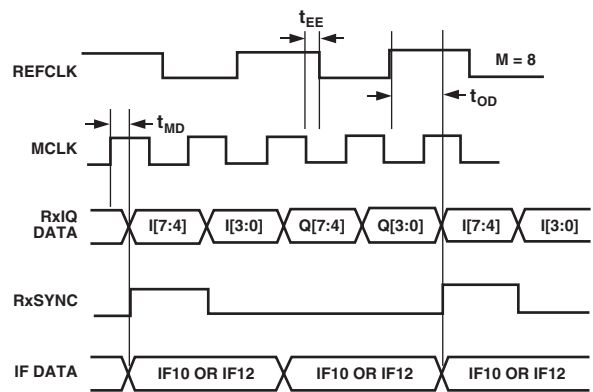 tEE
REFCLK
M = 8
tOD
tMD
MCLK
RxIQ
DATA
I[7:4] I[3:0] Q[7:4] Q[3:0] I[7:4] I[3:0]
RxSYNC
IF DATA IF10 OR IF12 IF10 OR IF12 IF10 OR IF12